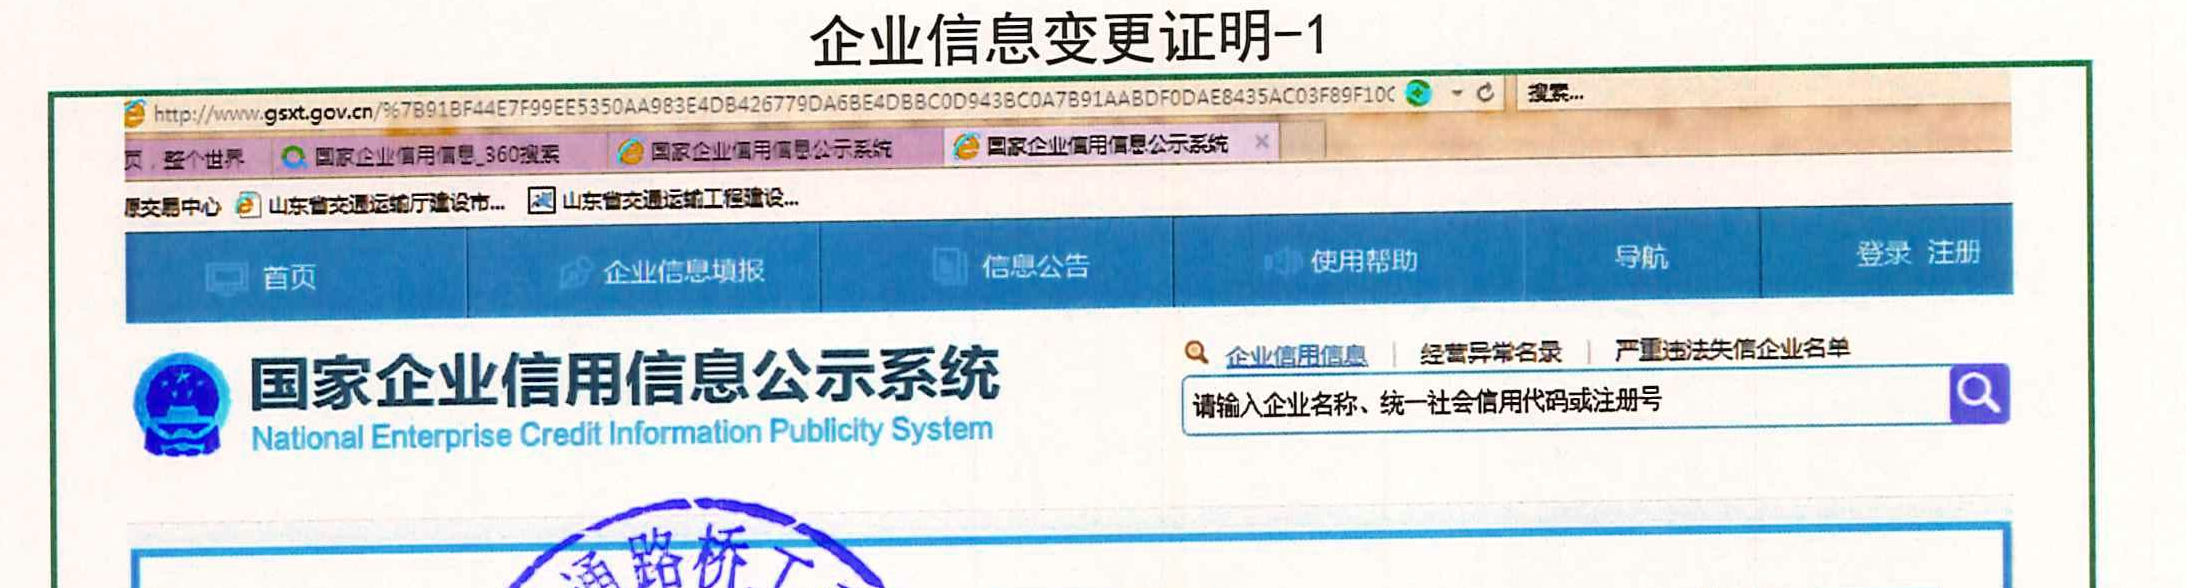 企业信息变更证明-1
http://www.gsxt.gov.cn/%7B91BF44E7F99EE5350AA983E4DB426779DA6BE4DBBC0D943BC0A7B91AABDF0DAE8435AC03F89F10C 搜索...
页,整个世界 国家企业信用信息_360搜索 国家企业信用信息公示系统 国家企业信用信息公示系统 ×
原交易中心 山东省交通运输厅建设市... 山东省交通运输工程建设...
首页 企业信息填报 信息公告 使用帮助 导航 登录 注册
企业信用信息 | 经营异常名录 | 严重违法失信企业名单
国家企业信用信息公示系统
请输入企业名称、统一社会信用代码或注册号
National Enterprise Credit Information Publicity System
通路桥工